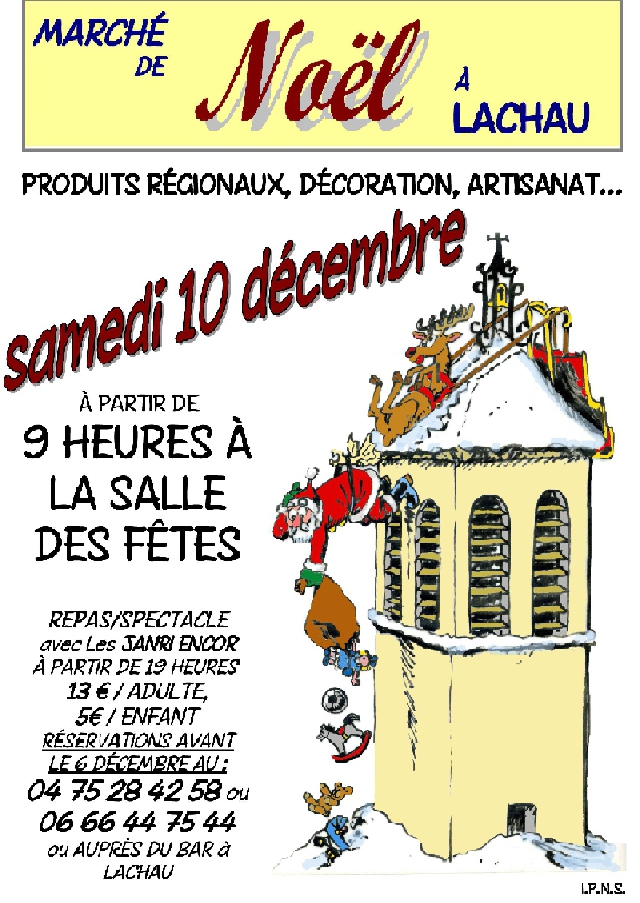 MARCHÉ
DE
Noël
À
LACHAU
PRODUITS RÉGIONAUX, DÉCORATION, ARTISANAT...
samedi 10 décembre
À PARTIR DE
9 HEURES À
LA SALLE
DES FÊTES
REPAS/SPECTACLE
avec Les JANRI ENCOR
À PARTIR DE 19 HEURES
13 € / ADULTE,
5€ / ENFANT
RÉSERVATIONS AVANT
LE 6 DÉCEMBRE AU :
04 75 28 42 58 ou
06 66 44 75 44
ou AUPRÈS DU BAR à
LACHAU
I.P.N.S.